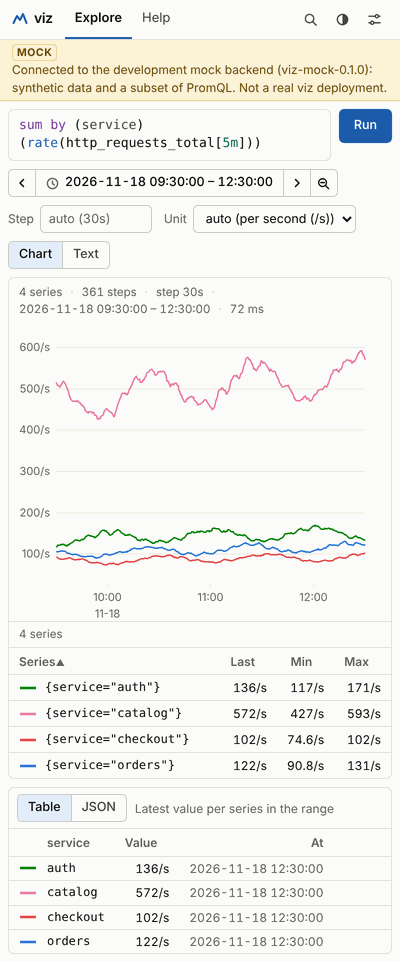 viz Explore Help
MOCK
Connected to the development mock backend (viz-mock-0.1.0):
synthetic data and a subset of PromQL. Not a real viz deployment.
sum by (service)
(rate(http_requests_total[5m]))
Run
2026-11-18 09:30:00 – 12:30:00
Step auto (30s) Unit auto (per second (/s))
Chart Text
4 series · 361 steps · step 30s ·
2026-11-18 09:30:00 – 12:30:00 · 72 ms
600/s
500/s
400/s
300/s
200/s
100/s
10:00 11:00 12:00
11-18
4 series
Series▲ Last Min Max
{service="auth"} 136/s 117/s 171/s
{service="catalog"} 572/s 427/s 593/s
{service="checkout"} 102/s 74.6/s 102/s
{service="orders"} 122/s 90.8/s 131/s
Table JSON Latest value per series in the range
service Value At
auth 136/s 2026-11-18 12:30:00
catalog 572/s 2026-11-18 12:30:00
checkout 102/s 2026-11-18 12:30:00
orders 122/s 2026-11-18 12:30:00